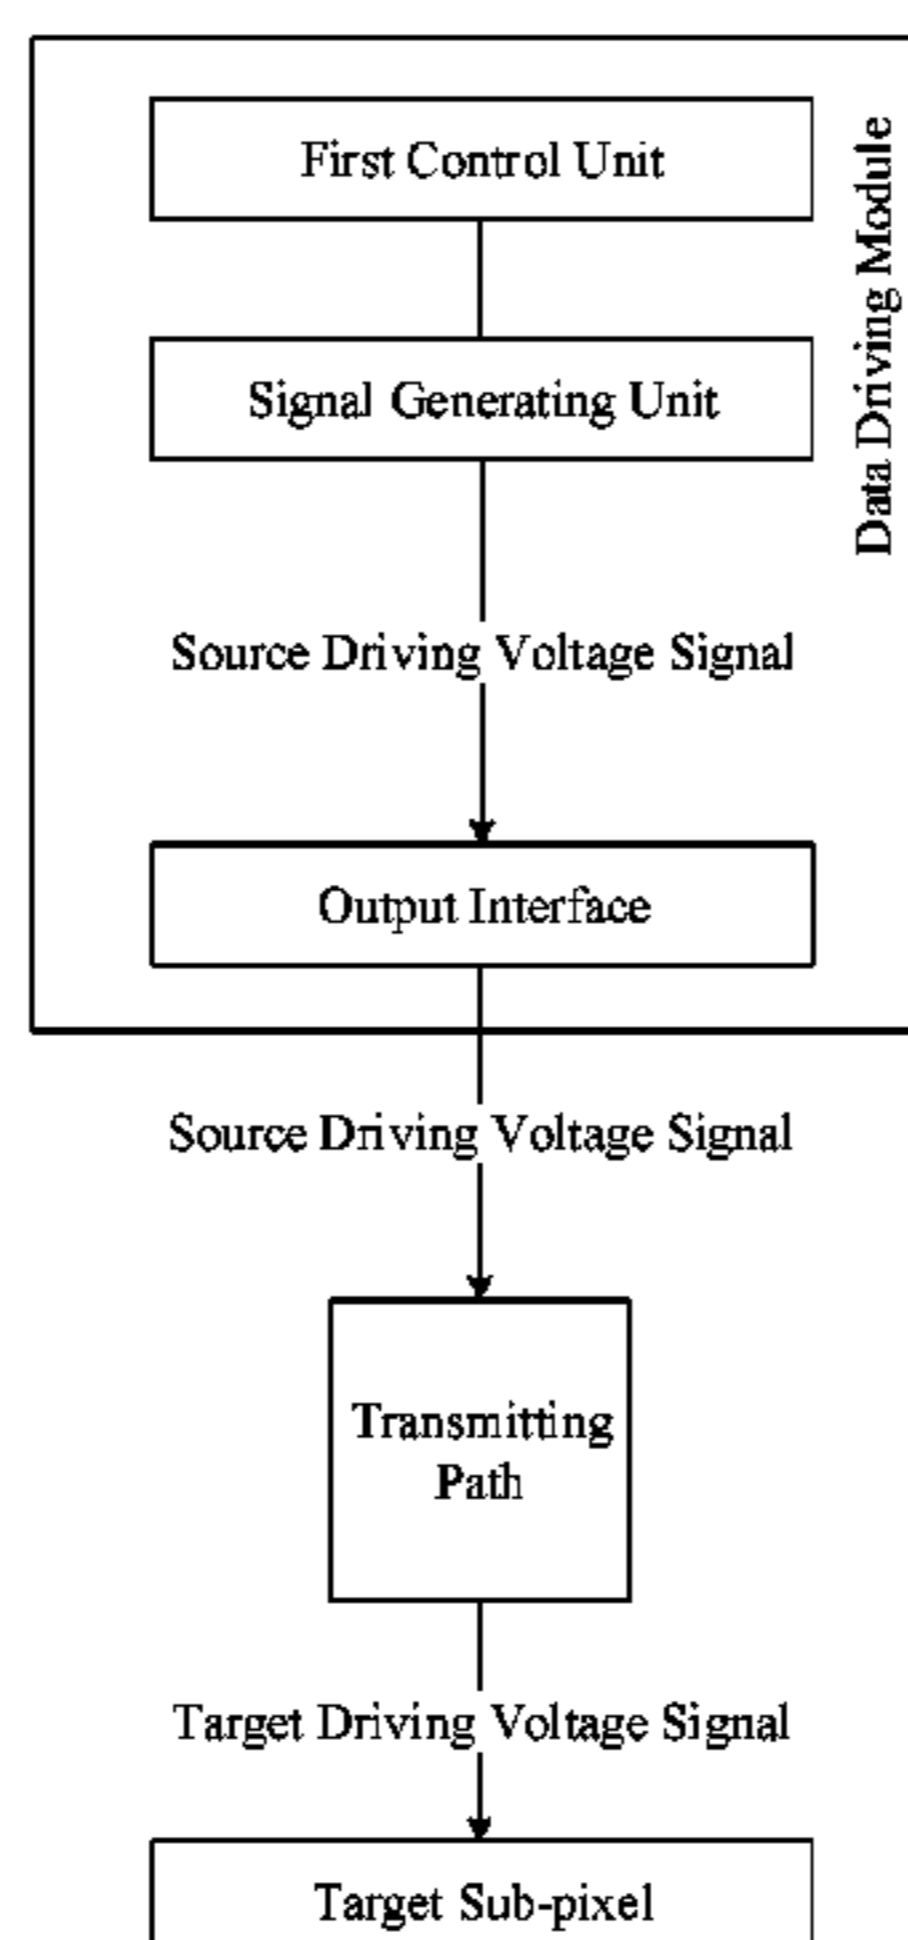 First Control Unit
Data Driving Module
Signal Generating Unit
Source Driving Voltage Signal
Output Interface
Source Driving Voltage Signal
Transmitting
Path
Target Driving Voltage Signal
Target Sub-pixel